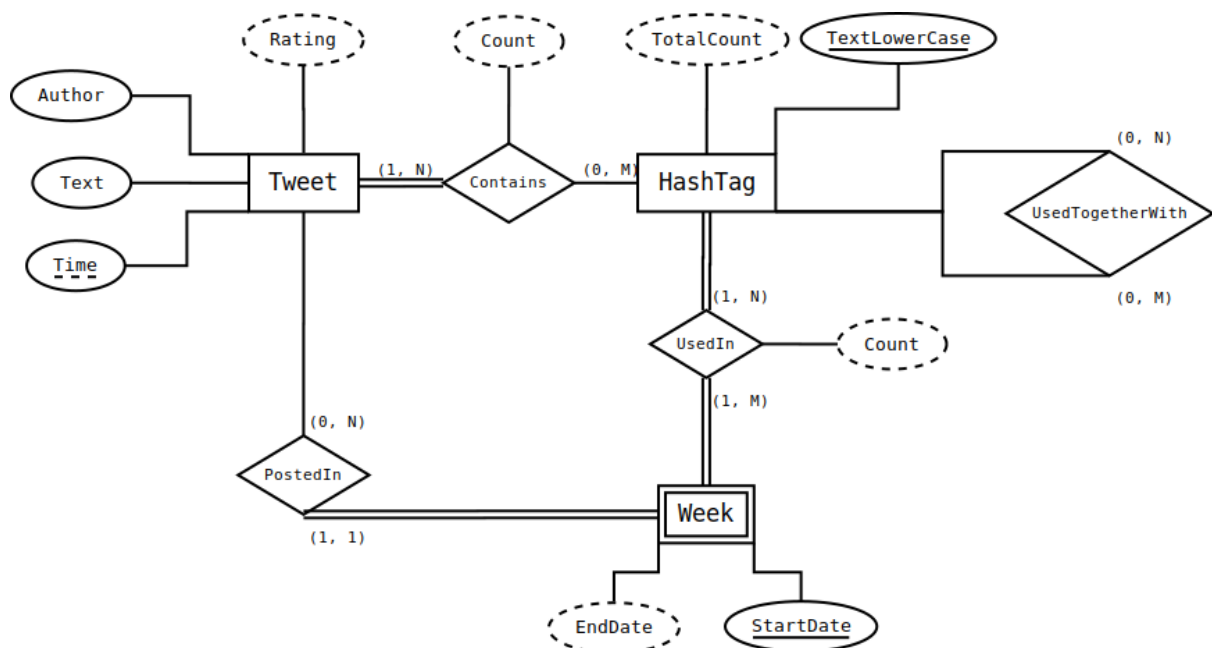 Rating
Count
TotalCount
TextLowerCase
Author
(1, N)
(0, M)
(0, N)
Text
Tweet
Contains
HashTag
UsedTogetherWith
Time
(1, N)
(0, M)
UsedIn
Count
(1, M)
(0, N)
PostedIn
Week
(1, 1)
EndDate
StartDate